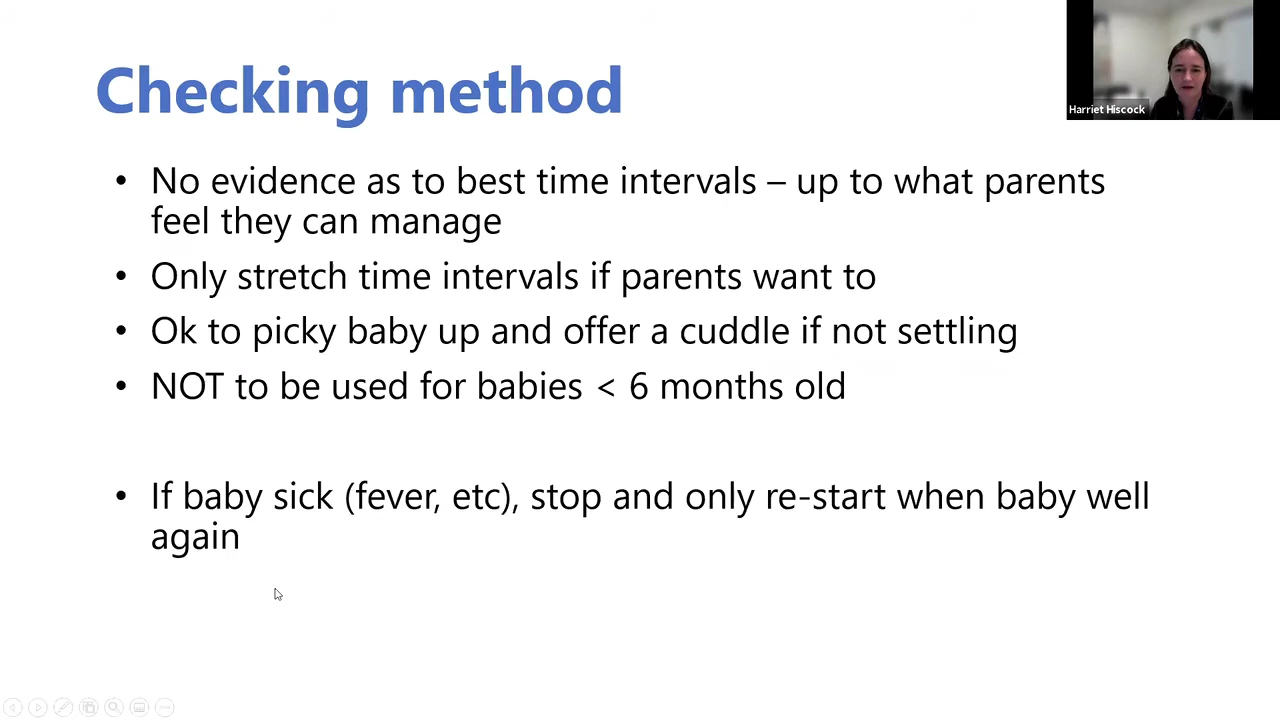 Checking method
Harriet Hiscock
• No evidence as to best time intervals – up to what parents
feel they can manage
• Only stretch time intervals if parents want to
• Ok to picky baby up and offer a cuddle if not settling
• NOT to be used for babies < 6 months old
• If baby sick (fever, etc), stop and only re-start when baby well
again